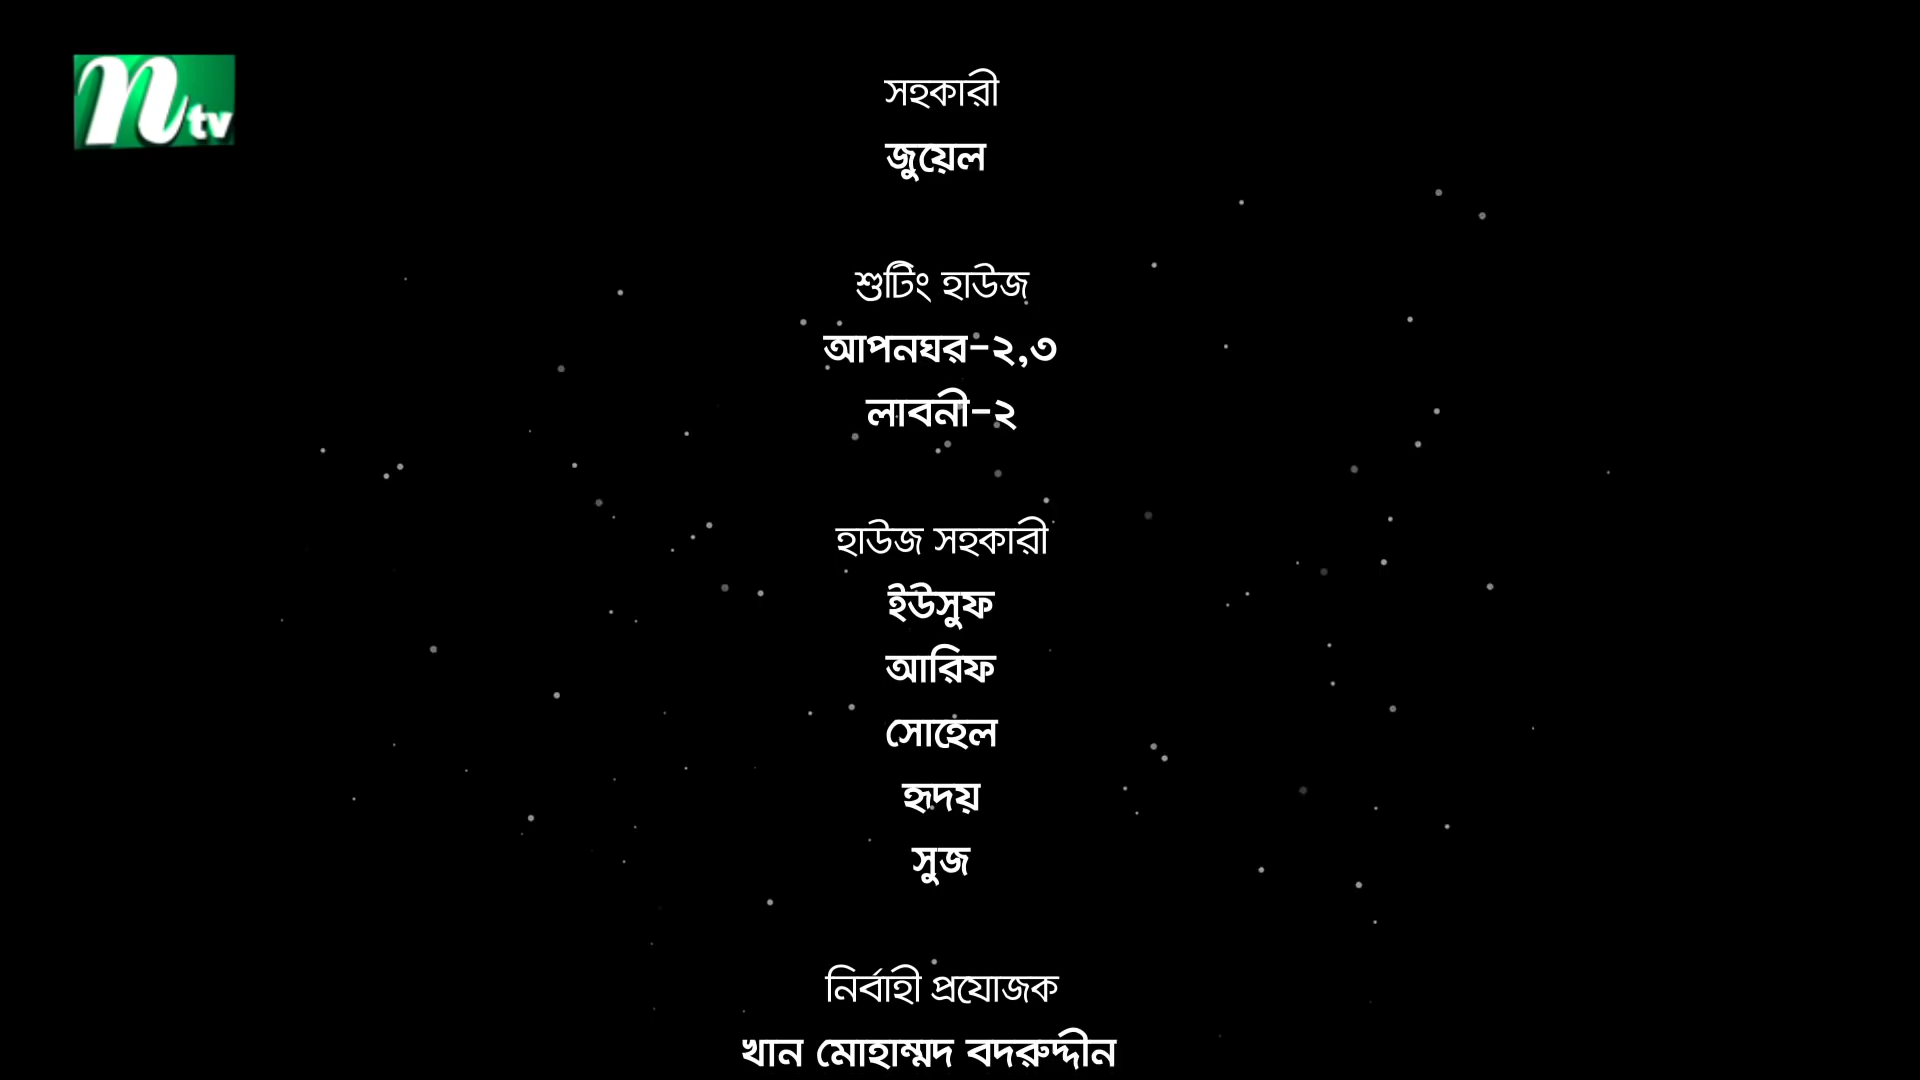 ntv
সহকারী
জুয়েল
শুটিং হাউজ
আপনঘর-২,৩
লাবনী-২
হাউজ সহকারী
ইউসুফ
আরিফ
সোহেল
হৃদয়
সুজ
নির্বাহী প্রযোজক
খান মোহাম্মদ বদরুদ্দীন